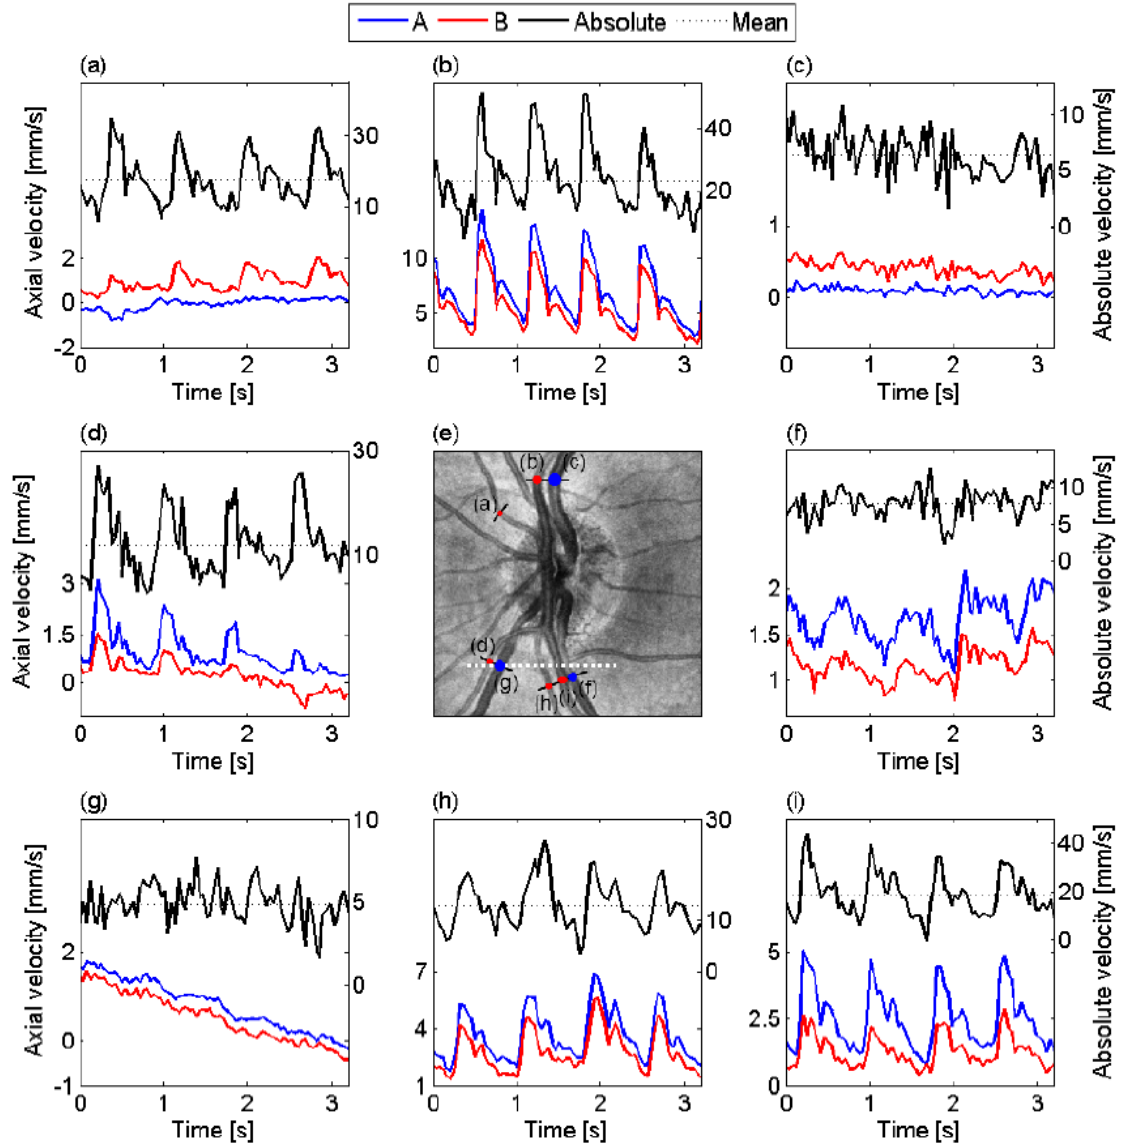 A B Absolute Mean
(a) (b) (c)
Axial velocity [mm/s]
2
0
-2
30
20
10
0 1 2 3
Time [s]
10
5
40
20
0 1 2 3
Time [s]
1
0
10
5
0
Absolute velocity [mm/s]
0 1 2 3
Time [s]
(d) (e) (f)
Axial velocity [mm/s]
3
1.5
0
30
10
0 1 2 3
Time [s]
(b) (c)
(a)
(d)
(g)
(h) (i) (f)
2
1.5
1
10
5
0
Absolute velocity [mm/s]
0 1 2 3
Time [s]
(g) (h) (i)
Axial velocity [mm/s]
2
0
-1
10
5
0
0 1 2 3
Time [s]
7
4
1
30
10
0
0 1 2 3
Time [s]
5
2.5
0
40
20
0
Absolute velocity [mm/s]
0 1 2 3
Time [s]